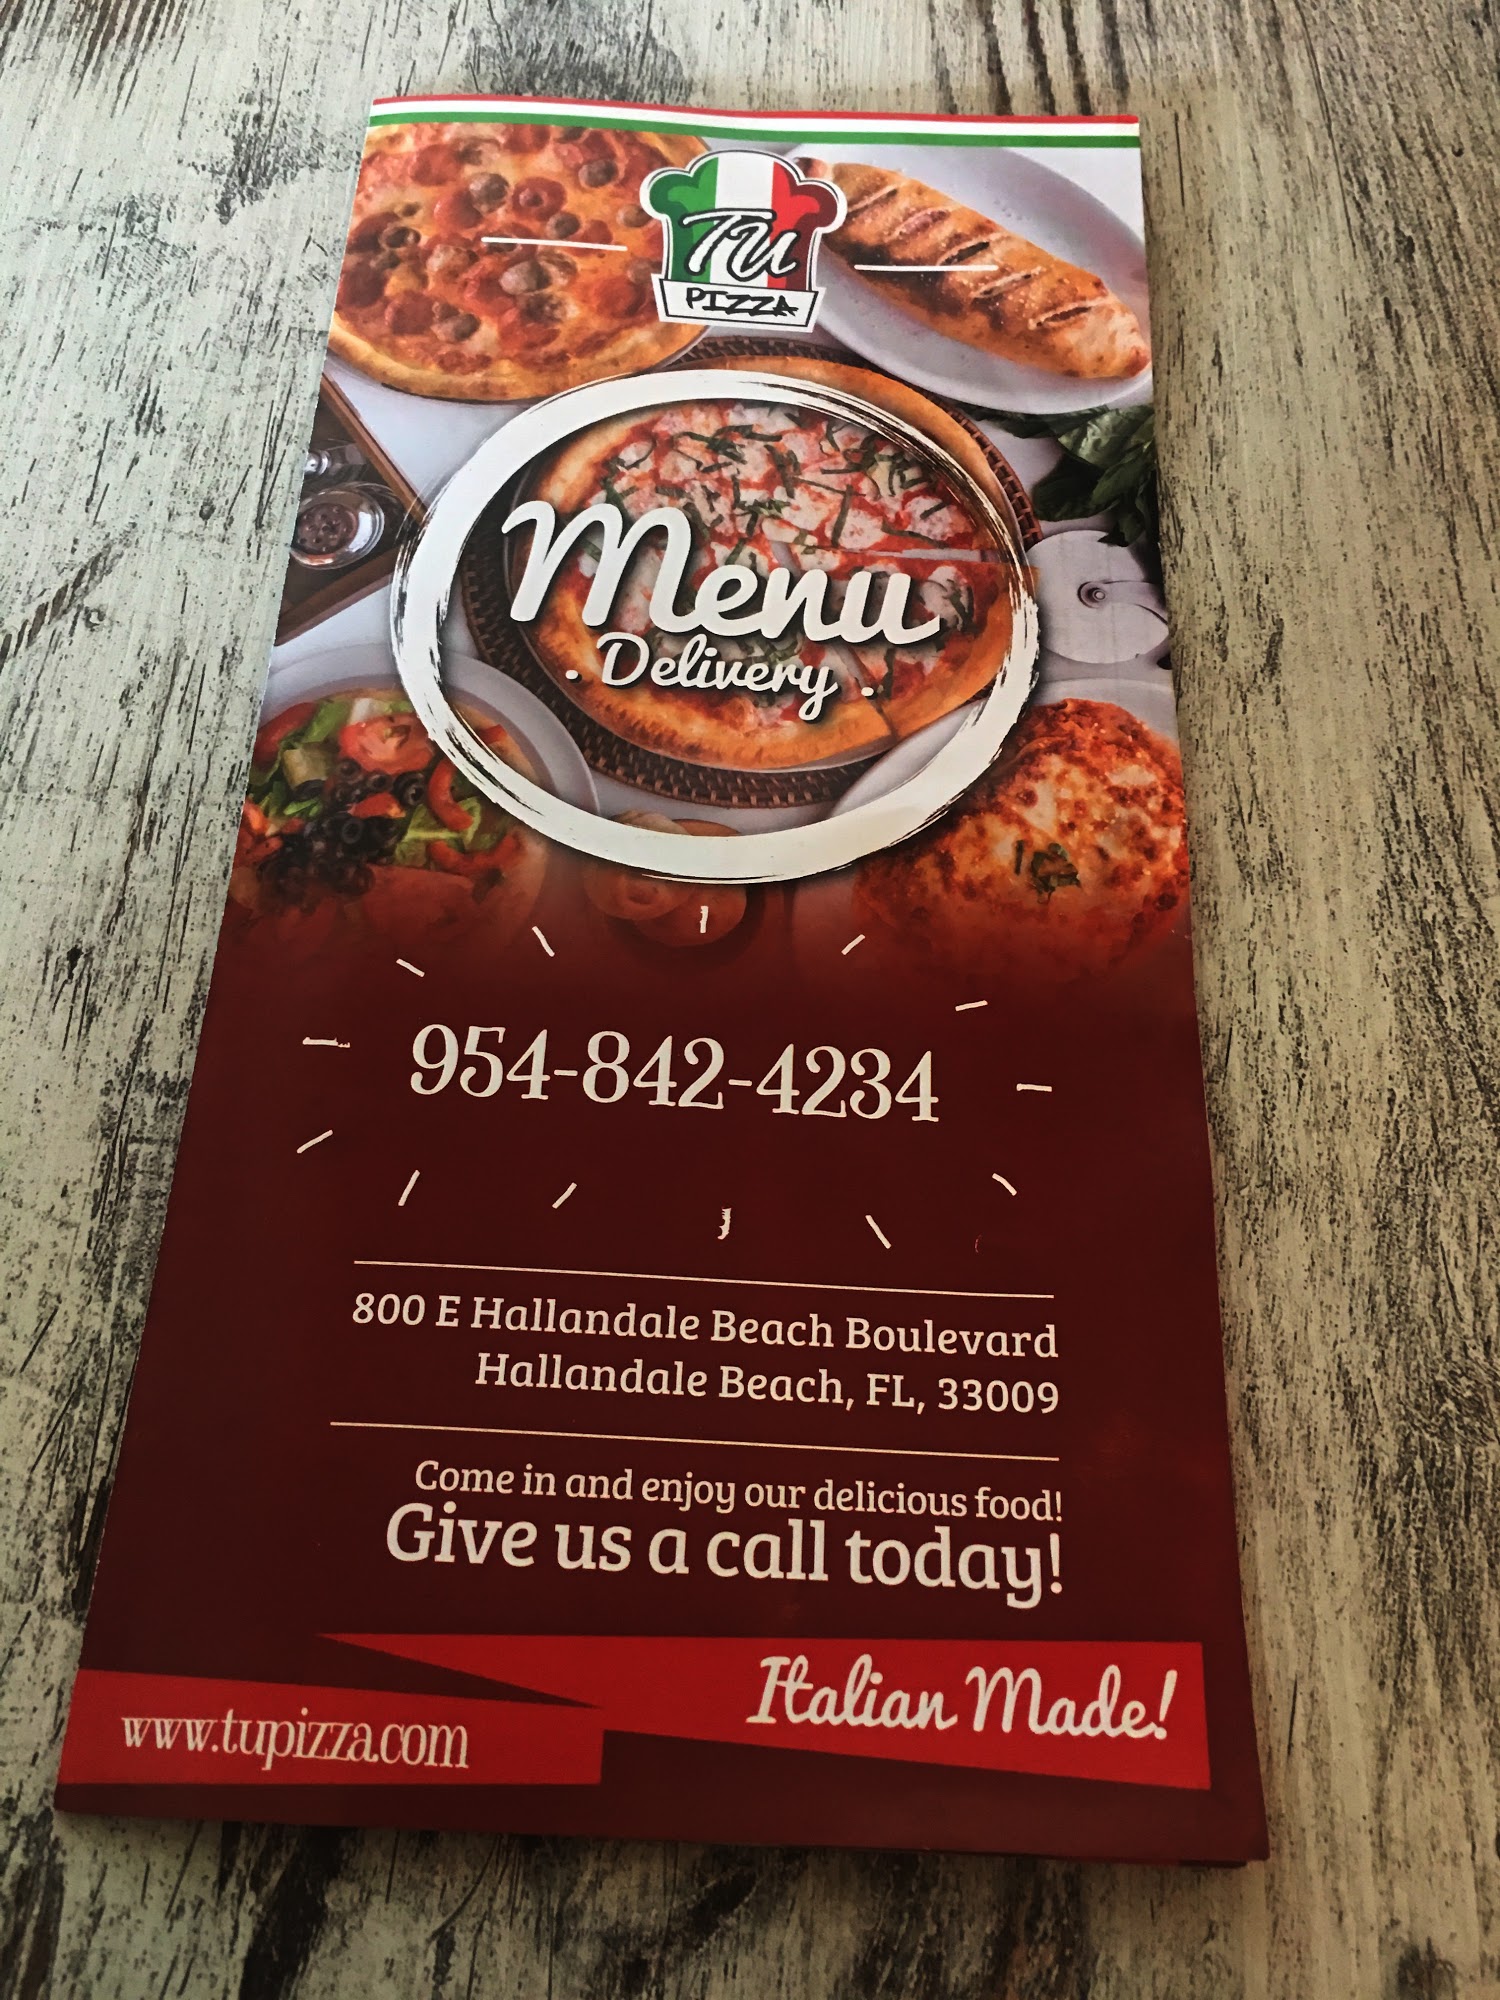 TU
PIZZA
Menu
. Delivery .
954-842-4234
800 E Hallandale Beach Boulevard
Hallandale Beach, FL, 33009
Come in and enjoy our delicious food!
Give us a call today!
Italian Made!
www.tupizza.com